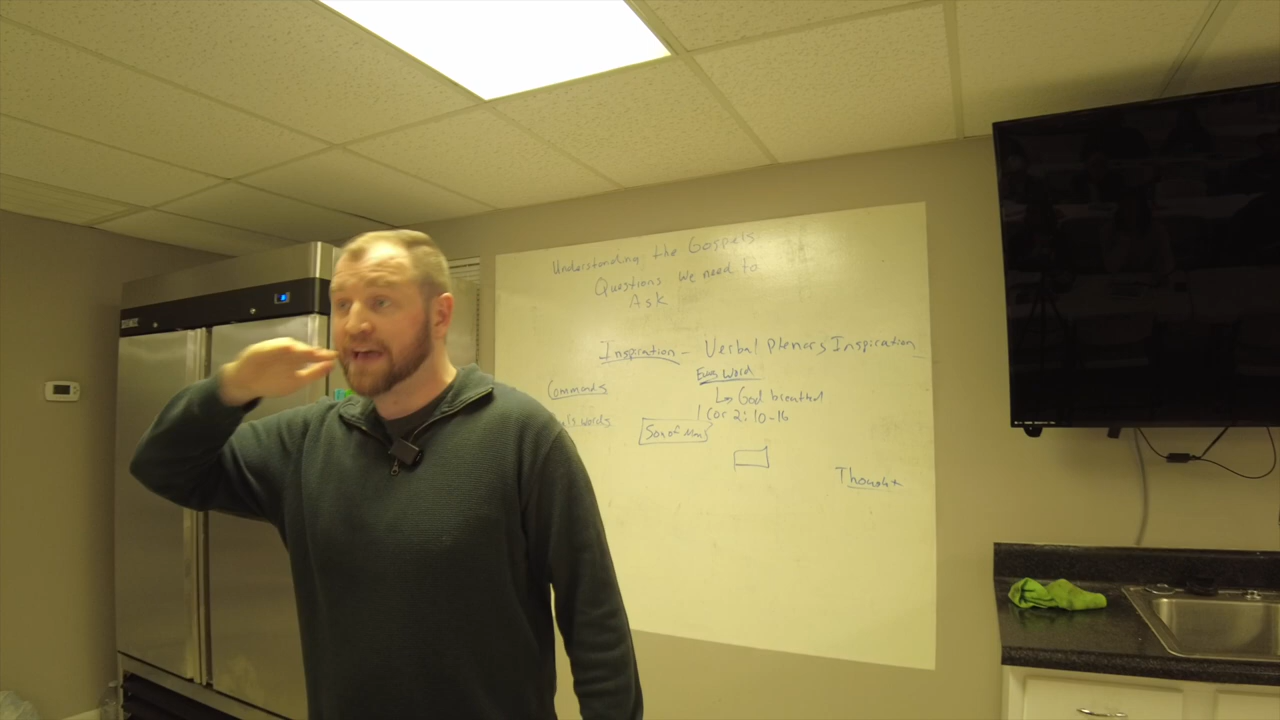 Understanding the Gospels
Questions we need to
Ask
Inspiration - Verbal Plenary Inspiration
Every Word
Commands
↳ God breathed
words
1 Cor 2:10-16
Son of Man
Thought